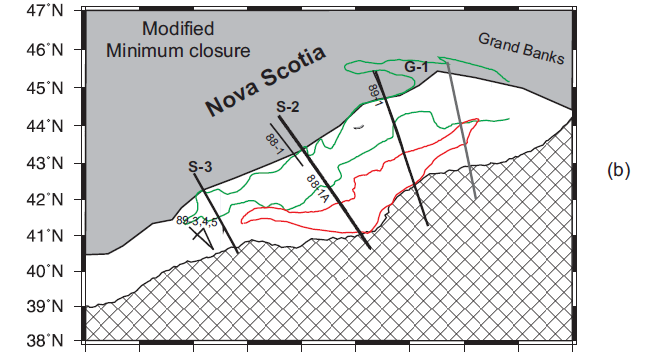 47°N
46°N
45°N
44°N
43°N
42°N
41°N
40°N
39°N
38°N
Modified
Minimum closure
Nova Scotia
Grand Banks
G-1
89-1
S-2
88-1
88-1A
S-3
89-3,4,5
(b)